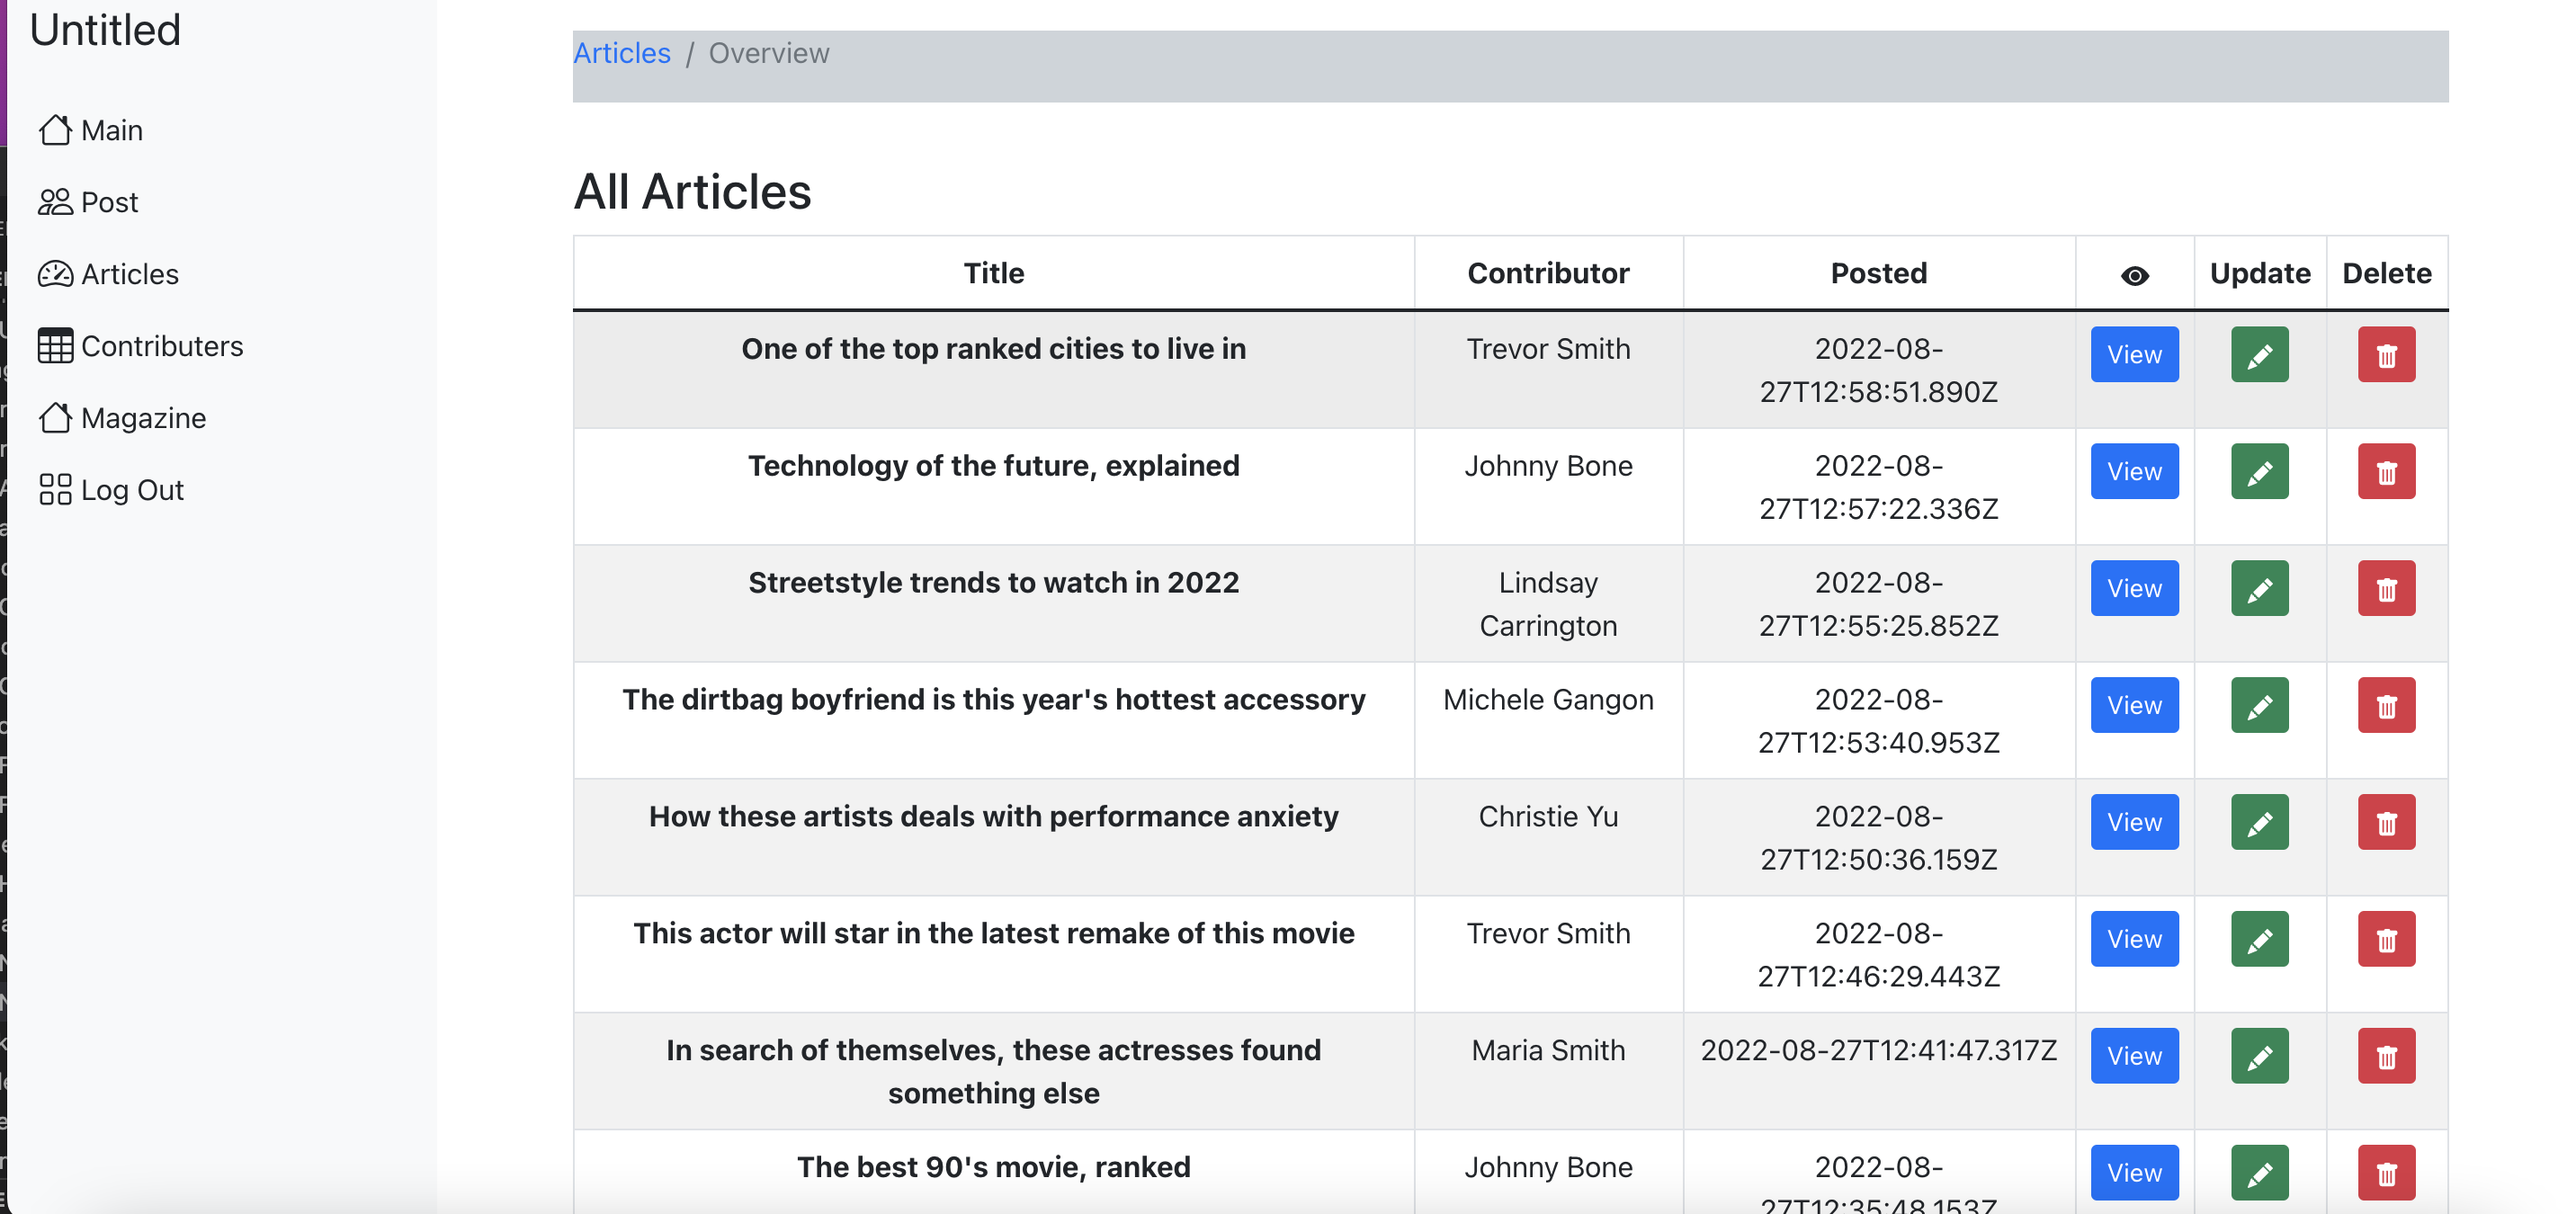 Untitled
Main
Post
Articles
Contributers
Magazine
Log Out
Articles / Overview
All Articles
Title Contributor Posted Update Delete
One of the top ranked cities to live in Trevor Smith 2022-08-
27T12:58:51.890Z View
Technology of the future, explained Johnny Bone 2022-08-
27T12:57:22.336Z View
Streetstyle trends to watch in 2022 Lindsay
Carrington 2022-08-
27T12:55:25.852Z View
The dirtbag boyfriend is this year's hottest accessory Michele Gangon 2022-08-
27T12:53:40.953Z View
How these artists deals with performance anxiety Christie Yu 2022-08-
27T12:50:36.159Z View
This actor will star in the latest remake of this movie Trevor Smith 2022-08-
27T12:46:29.443Z View
In search of themselves, these actresses found
something else Maria Smith 2022-08-27T12:41:47.317Z View
The best 90's movie, ranked Johnny Bone 2022-08-
27T12:35:48.153Z View